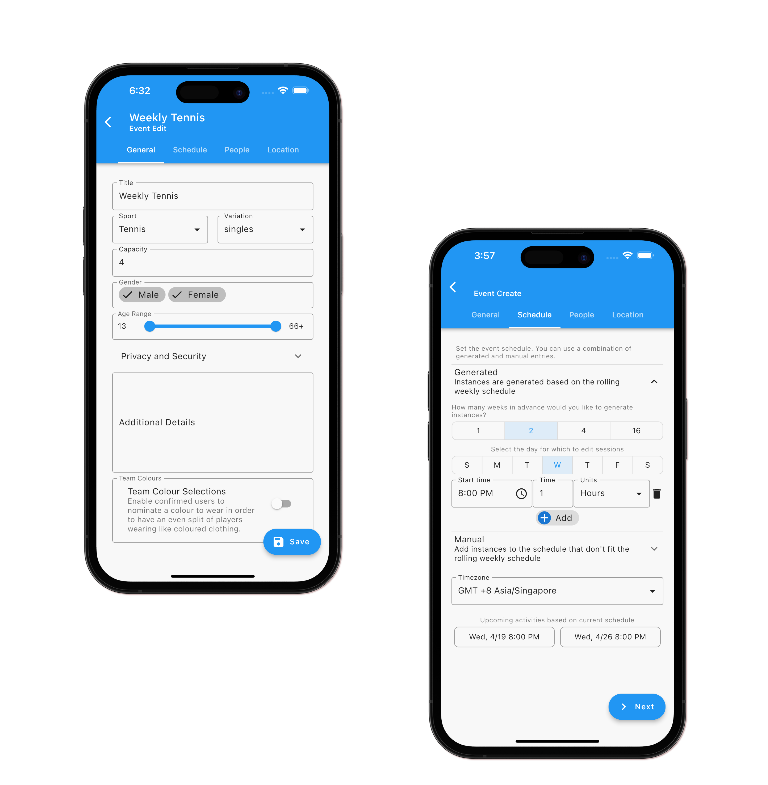 6:32
Weekly Tennis
Event Edit
General Schedule People Location
Title
Weekly Tennis
Sport Variation
Tennis singles
Capacity
4
Gender
Male Female
Age Range
13 66+
Privacy and Security
Additional Details
Team Colours
Team Colour Selections
Enable confirmed users to
nominate a colour to wear in order
to have an even split of players
wearing like coloured clothing.
Save
3:57
Event Create
General Schedule People Location
Set the event schedule. You can use a combination of
generated and manual entries.
Generated
Instances are generated based on the rolling
weekly schedule
How many weeks in advance would you like to generate
instances?
1 2 4 16
Select the day for which to edit sessions
S M T W T F S
Start time Time Units
8:00 PM 1 Hours
Add
Manual
Add instances to the schedule that don't fit the
rolling weekly schedule
Timezone
GMT +8 Asia/Singapore
Upcoming activities based on current schedule
Wed, 4/19 8:00 PM Wed, 4/26 8:00 PM
Next